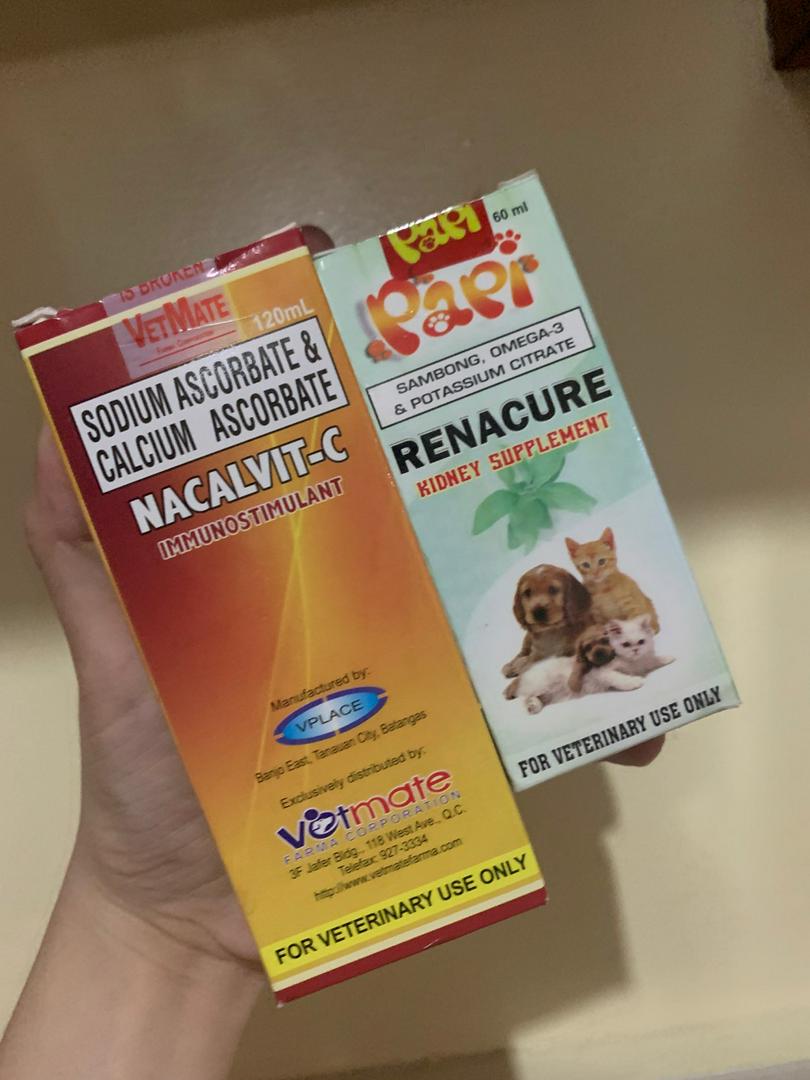 IS BROKEN
VETMATE
Farma Corporation
120mL
SODIUM ASCORBATE &
CALCIUM ASCORBATE
NACALVIT-C
IMMUNOSTIMULANT
Manufactured by:
VPLACE
Banjo East, Tanauan City, Batangas
Exclusively distributed by:
vetmate
FARMA CORPORATION
3F Jafer Bldg., 118 West Ave., Q.C.
Telefax: 927-3334
http://www.vetmatefarma.com
FOR VETERINARY USE ONLY
papi
60 ml
papi
SAMBONG, OMEGA-3
& POTASSIUM CITRATE
RENACURE
KIDNEY SUPPLEMENT
FOR VETERINARY USE ONLY